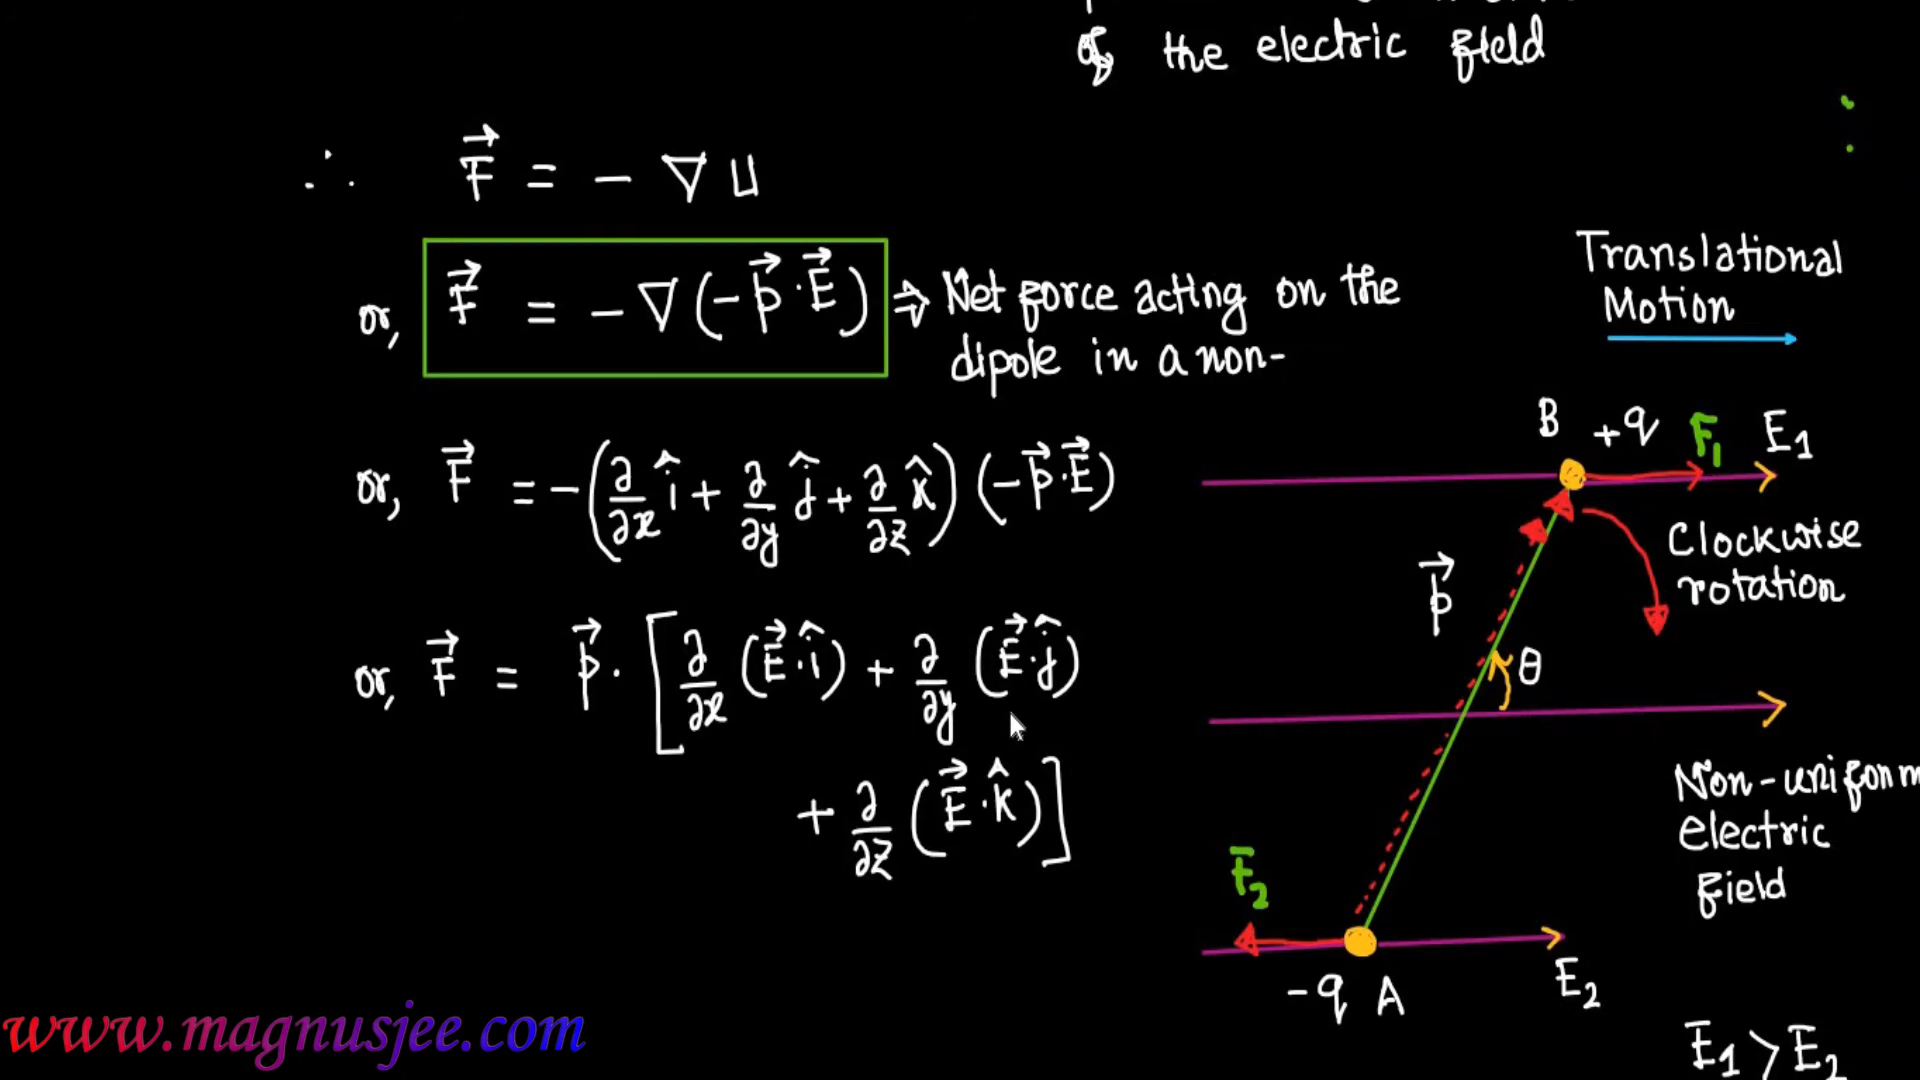 of the electric field
∴ F⃗ = - ∇U
or, F⃗ = - ∇(-p⃗·E⃗) ⇒ Net force acting on the
dipole in a non-
or, F⃗ = -(∂/∂x î + ∂/∂y ĵ + ∂/∂z k̂) (-p⃗·E⃗)
or, F⃗ = p⃗·[∂/∂x (E⃗·î) + ∂/∂y (E⃗·ĵ)
+ ∂/∂z (E⃗·k̂)]
Translational
Motion
B +q F₁ E₁
Clockwise
rotation
p⃗
θ
Non-uniform
electric
field
F₂
-q A E₂
E₁ > E₂
www.magnusjee.com